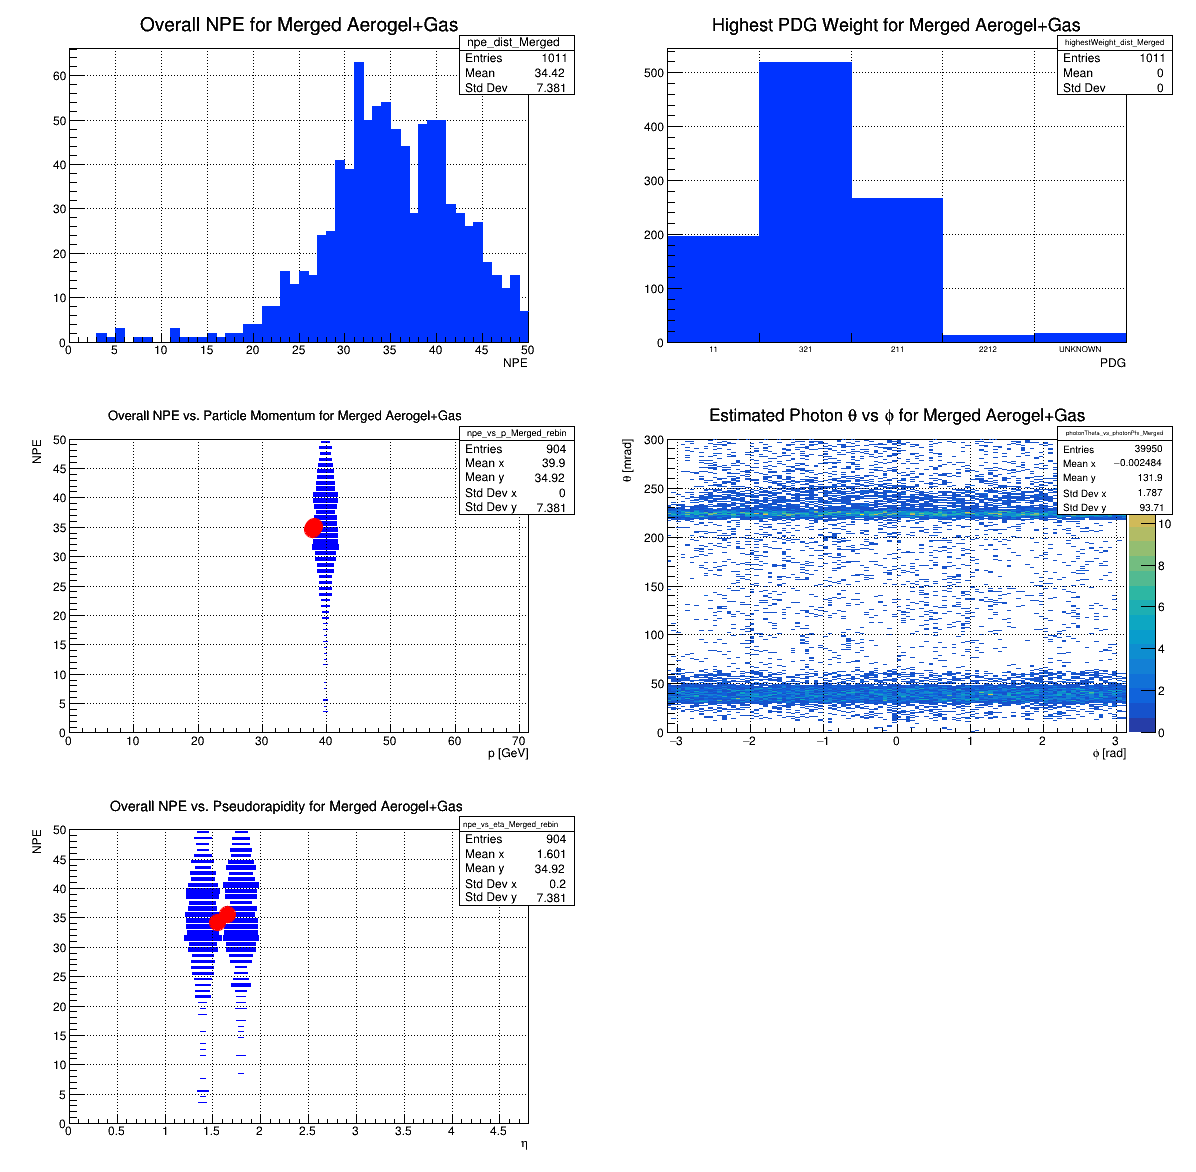 Overall NPE for Merged Aerogel+Gas
npe_dist_Merged
Entries 1011
Mean 34.42
Std Dev 7.381
60
50
40
30
20
10
0
0 5 10 15 20 25 30 35 40 45 50
NPE
Highest PDG Weight for Merged Aerogel+Gas
highestWeight_dist_Merged
Entries 1011
Mean 0
Std Dev 0
500
400
300
200
100
0
11 321 211 2212 UNKNOWN
PDG
Overall NPE vs. Particle Momentum for Merged Aerogel+Gas
npe_vs_p_Merged_rebin
Entries 904
Mean x 39.9
Mean y 34.92
Std Dev x 0
Std Dev y 7.381
NPE
50
45
40
35
30
25
20
15
10
5
0
0 10 20 30 40 50 60 70
p [GeV]
Estimated Photon θ vs ϕ for Merged Aerogel+Gas
photonTheta_vs_photonPhi_Merged
Entries 39950
Mean x −0.002484
Mean y 131.9
Std Dev x 1.787
Std Dev y 93.71
θ [mrad]
300
250
200
150
100
50
0
−3 −2 −1 0 1 2 3
ϕ [rad]
10
8
6
4
2
0
Overall NPE vs. Pseudorapidity for Merged Aerogel+Gas
npe_vs_eta_Merged_rebin
Entries 904
Mean x 1.601
Mean y 34.92
Std Dev x 0.2
Std Dev y 7.381
NPE
50
45
40
35
30
25
20
15
10
5
0
0 0.5 1 1.5 2 2.5 3 3.5 4 4.5
η